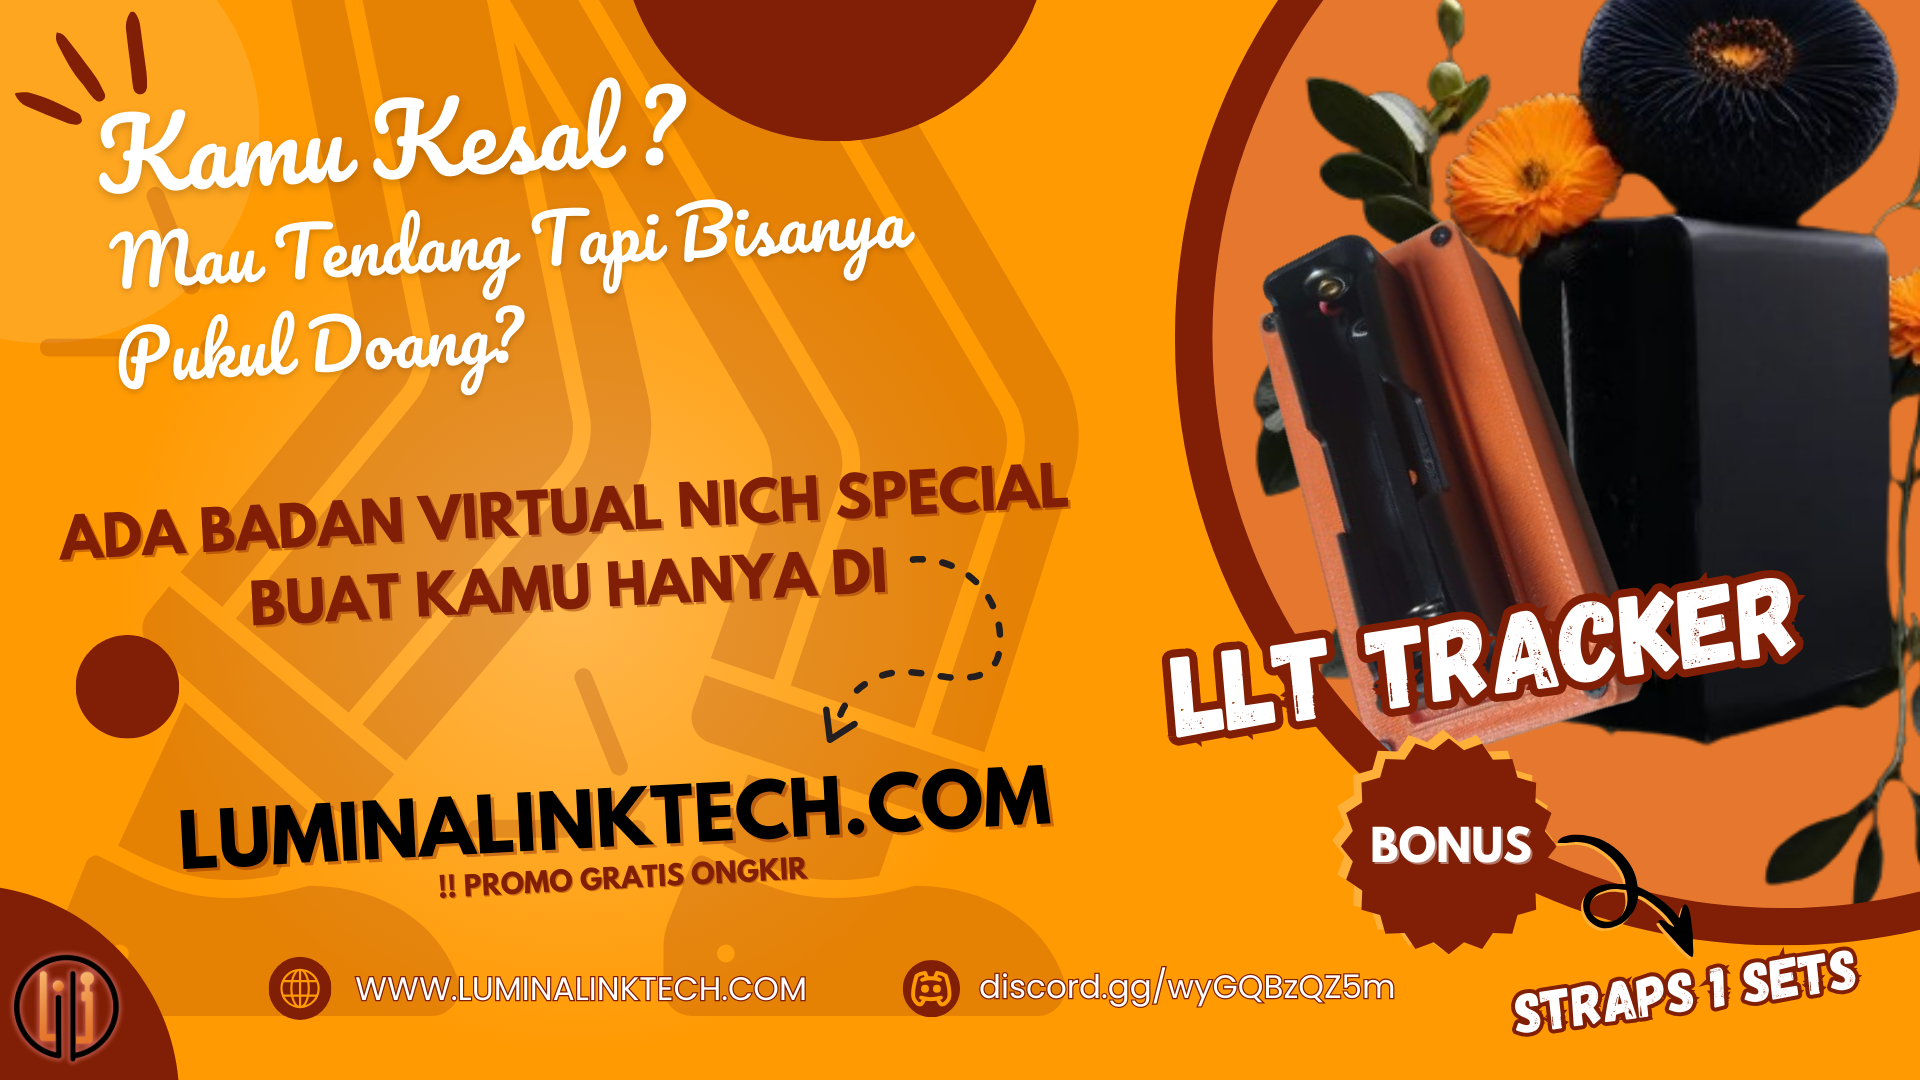 Kamu Kesal ?
Mau Tendang Tapi Bisanya
Pukul Doang?
ADA BADAN VIRTUAL NICH SPECIAL
BUAT KAMU HANYA DI
LUMINALINKTECH.COM
!! PROMO GRATIS ONGKIR
LLT TRACKER
BONUS
STRAPS 1 SETS
WWW.LUMINALINKTECH.COM
discord.gg/wyGQBzQZ5m